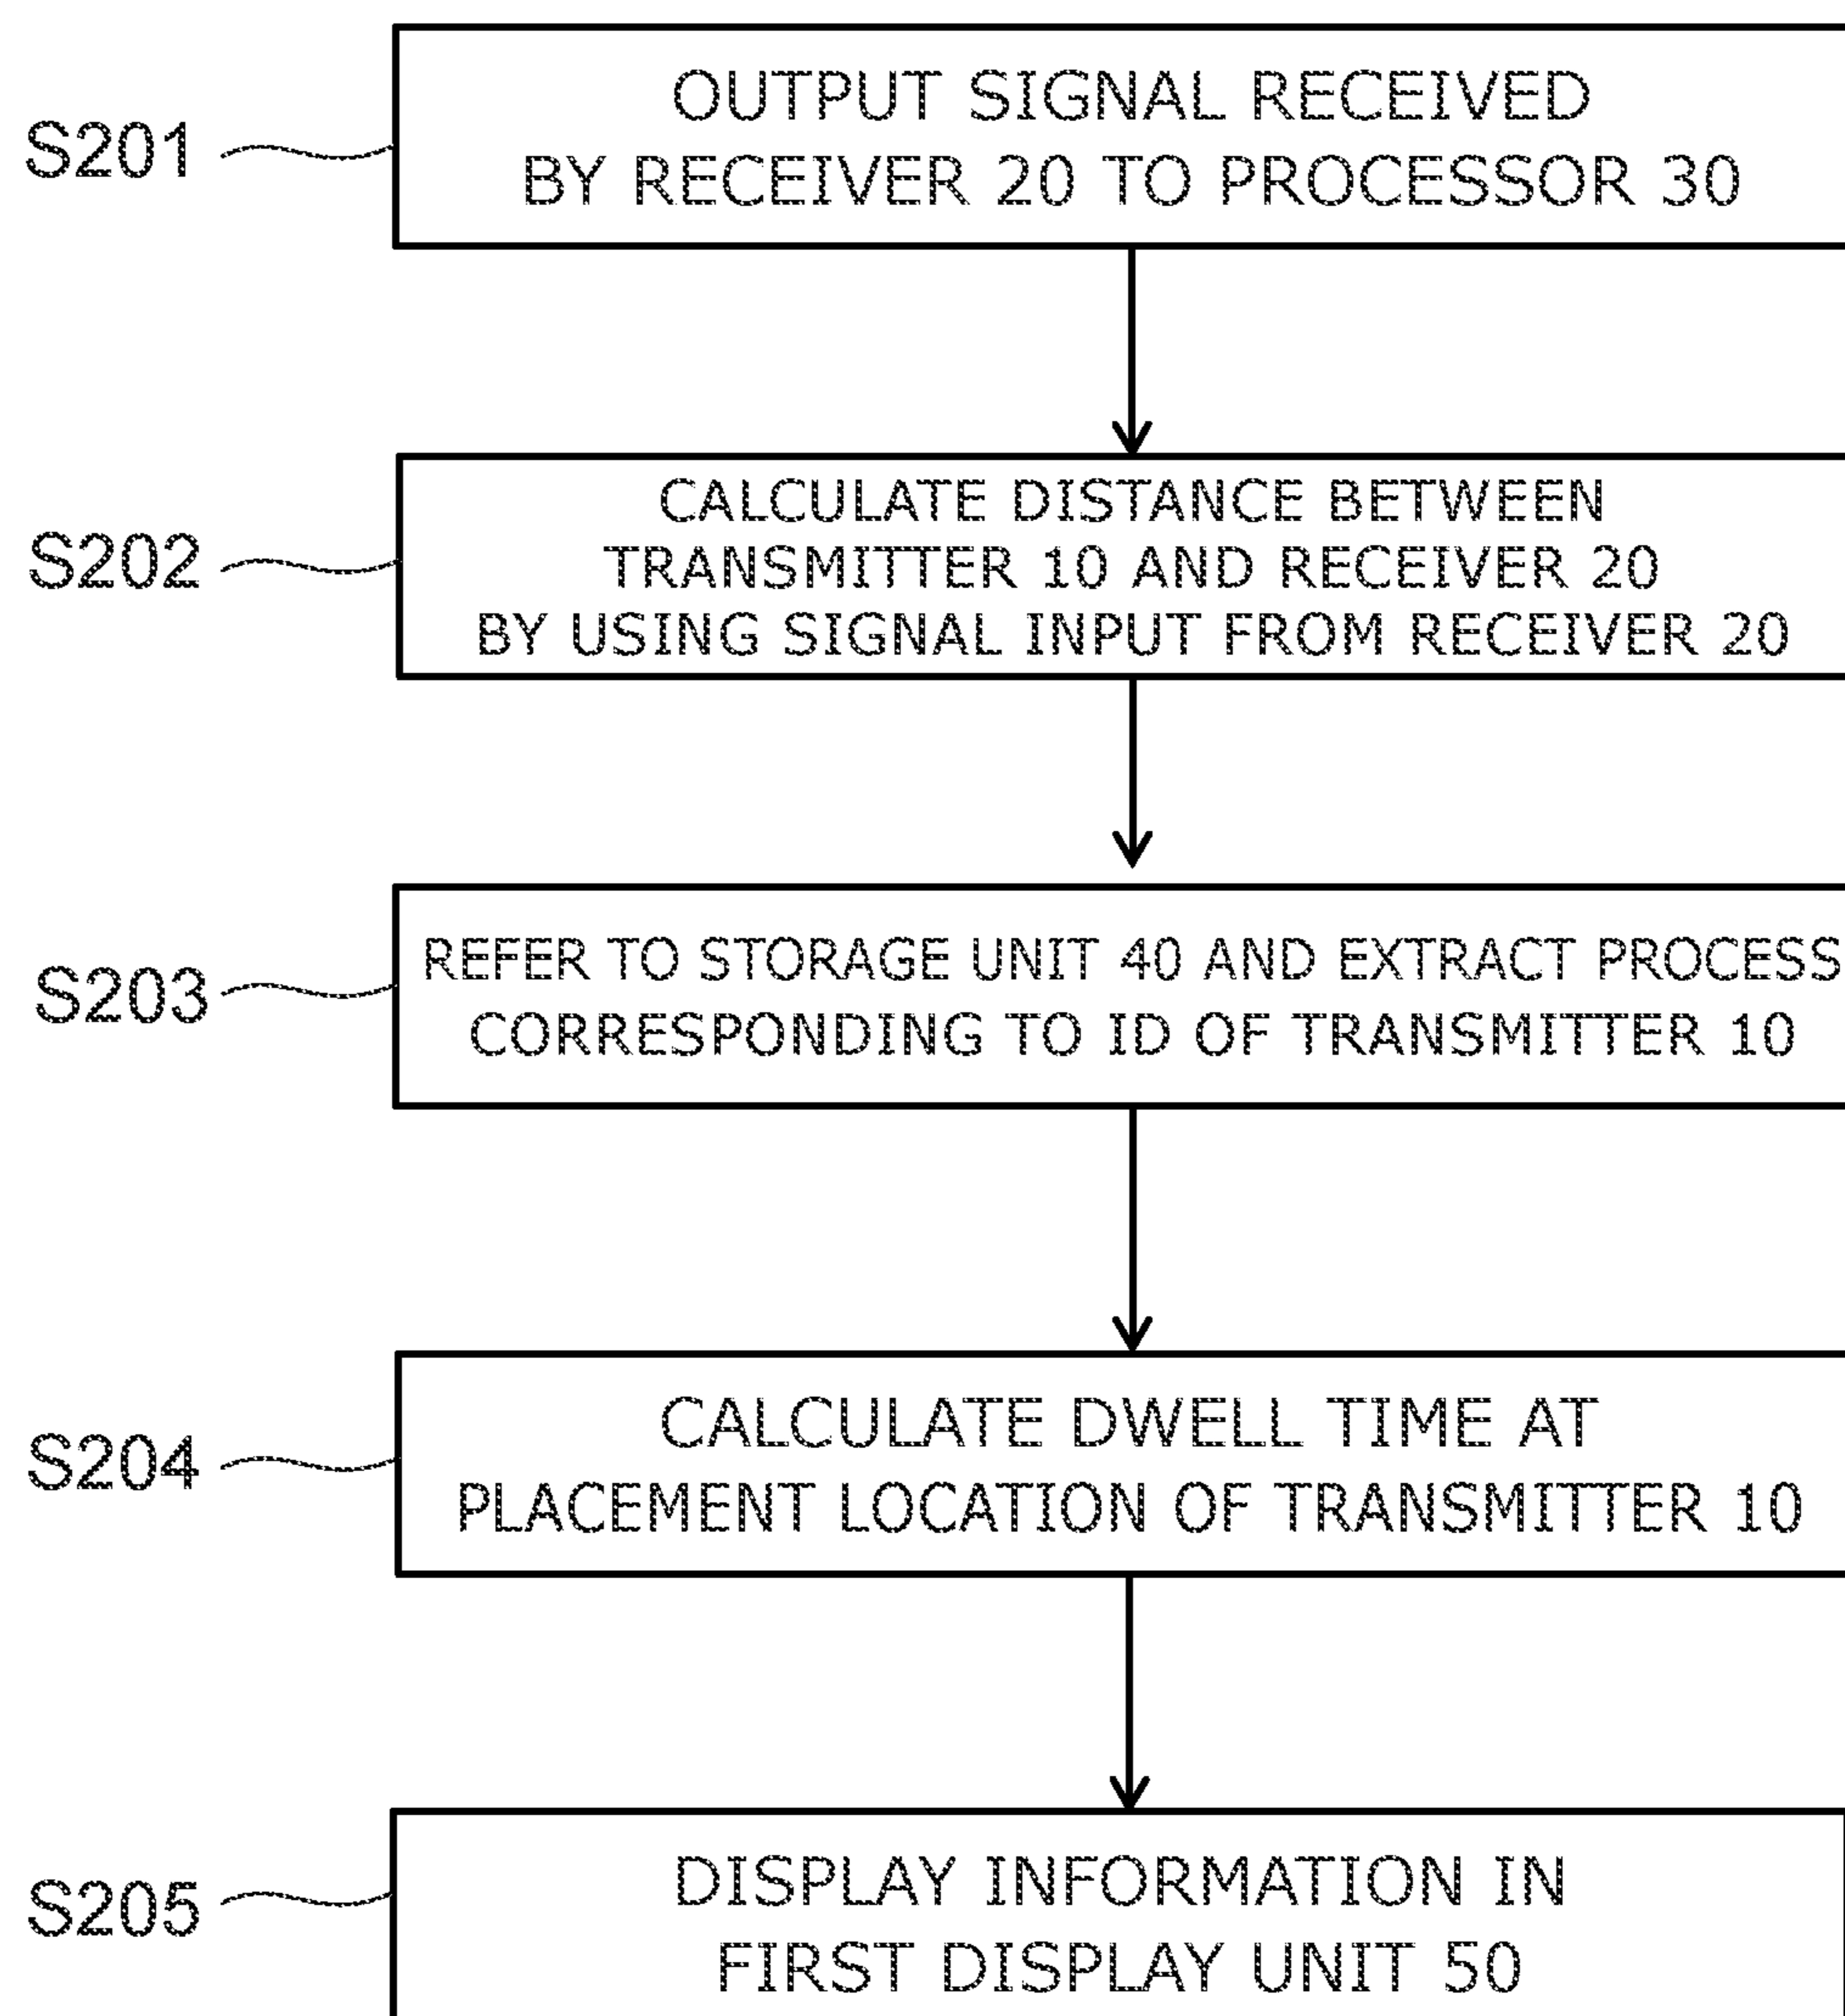 S201
OUTPUT SIGNAL RECEIVED
BY RECEIVER 20 TO PROCESSOR 30
S202
CALCULATE DISTANCE BETWEEN
TRANSMITTER 10 AND RECEIVER 20
BY USING SIGNAL INPUT FROM RECEIVER 20
S203
REFER TO STORAGE UNIT 40 AND EXTRACT PROCESS
CORRESPONDING TO ID OF TRANSMITTER 10
S204
CALCULATE DWELL TIME AT
PLACEMENT LOCATION OF TRANSMITTER 10
S205
DISPLAY INFORMATION IN
FIRST DISPLAY UNIT 50